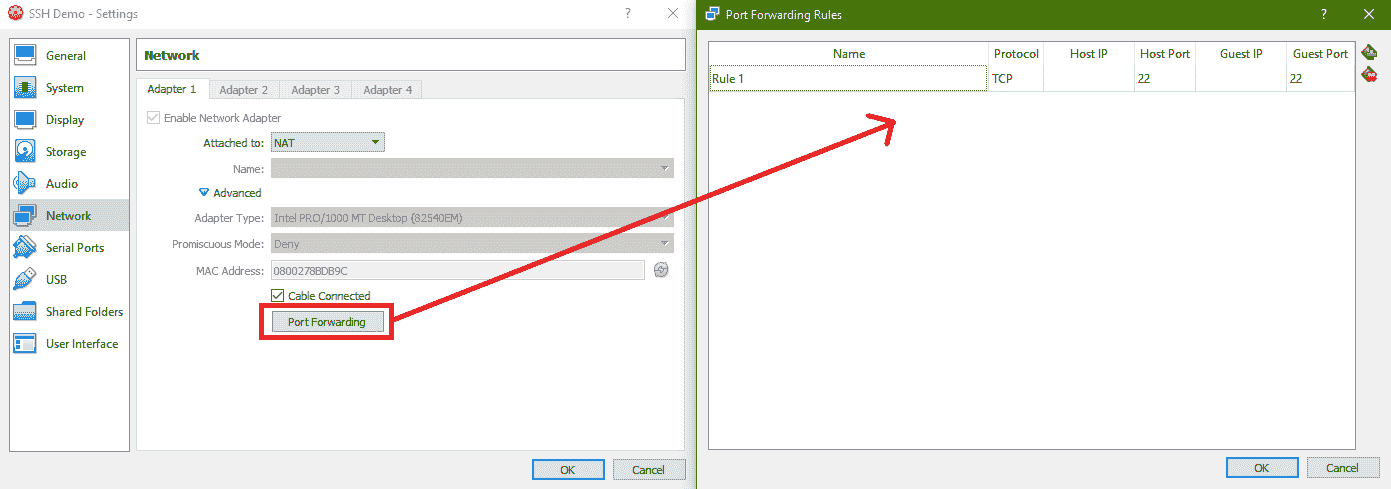 SSH Demo - Settings
?
General
System
Display
Storage
Audio
Network
Serial Ports
USB
Shared Folders
User Interface
Network
Adapter 1 Adapter 2 Adapter 3 Adapter 4
Enable Network Adapter
Attached to: NAT
Name:
Advanced
Adapter Type: Intel PRO/1000 MT Desktop (82540EM)
Promiscuous Mode: Deny
MAC Address: 0800278BDB9C
Cable Connected
Port Forwarding
OK Cancel
Port Forwarding Rules
?
Name Protocol Host IP Host Port Guest IP Guest Port
Rule 1 TCP 22 22
OK Cancel